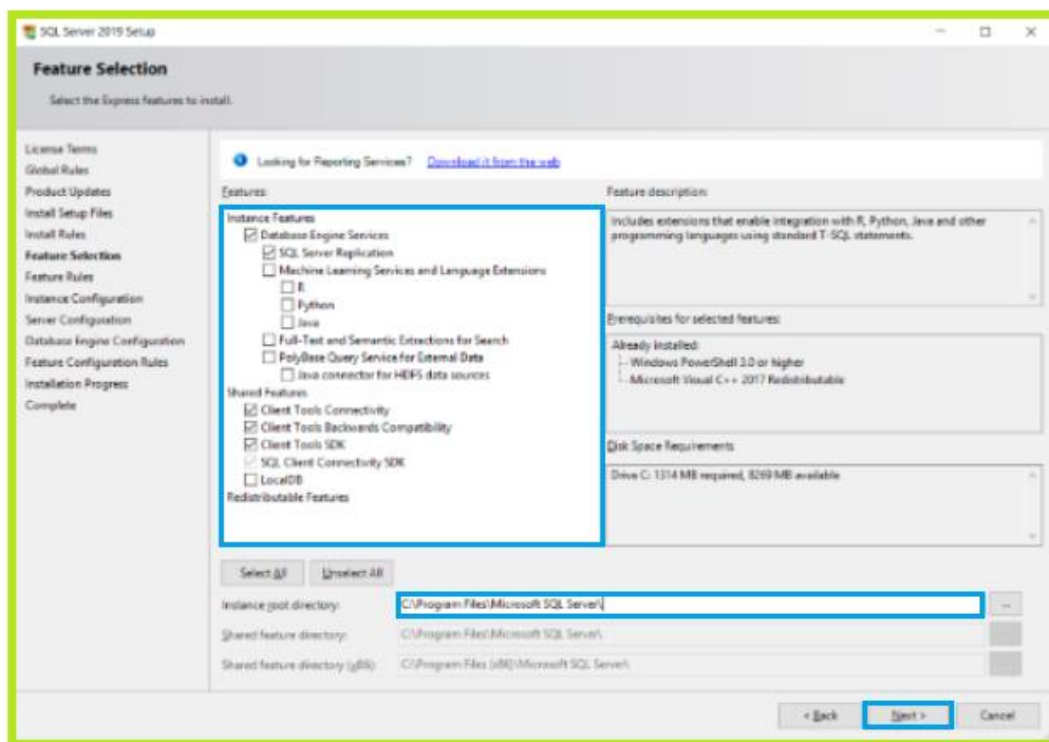 SQL Server 2019 Setup
Feature Selection
Select the Express features to install.
License Terms
Global Rules
Product Updates
Install Setup Files
Install Rules
Feature Selection
Feature Rules
Instance Configuration
Server Configuration
Database Engine Configuration
Feature Configuration Rules
Installation Progress
Complete
Looking for Reporting Services? Download it from the web
Features:
Instance Features
Database Engine Services
SQL Server Replication
Machine Learning Services and Language Extensions
R
Python
Java
Full-Text and Semantic Extractions for Search
PolyBase Query Service for External Data
Java connector for HDFS data sources
Shared Features
Client Tools Connectivity
Client Tools Backwards Compatibility
Client Tools SDK
SQL Client Connectivity SDK
LocalDB
Redistributable Features
Feature description:
Includes extensions that enable integration with R, Python, Java and other
programming languages using standard T-SQL statements.
Prerequisites for selected features:
Already installed:
Windows PowerShell 3.0 or higher
Microsoft Visual C++ 2017 Redistributable
Disk Space Requirements
Drive C: 1314 MB required, 8269 MB available
Select All Unselect All
Instance root directory: C:\Program Files\Microsoft SQL Server\ ...
Shared feature directory: C:\Program Files\Microsoft SQL Server\
Shared feature directory (x86): C:\Program Files (x86)\Microsoft SQL Server\
< Back Next > Cancel